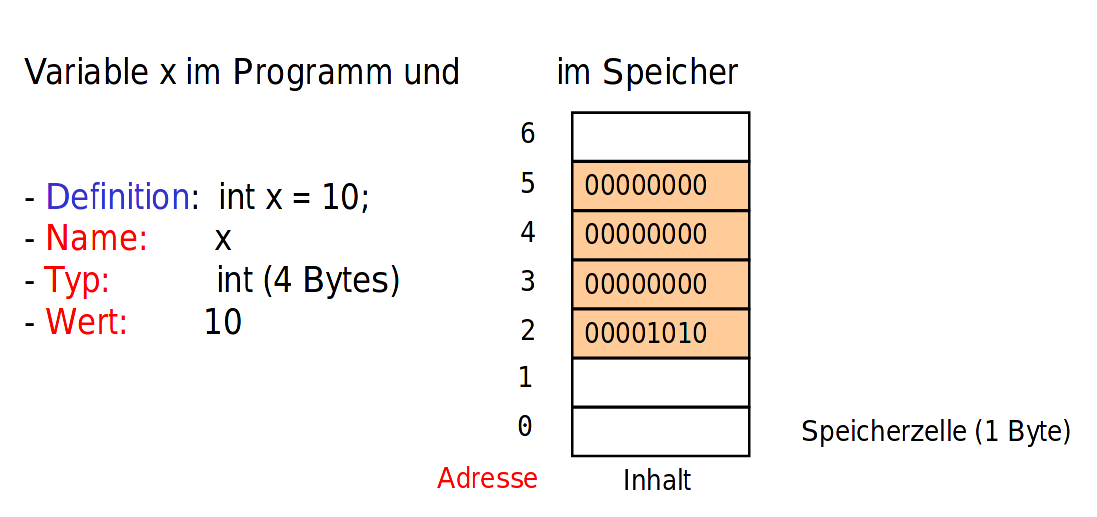 Variable x im Programm und im Speicher
- Definition: int x = 10;
- Name: x
- Typ: int (4 Bytes)
- Wert: 10
6
5 00000000
4 00000000
3 00000000
2 00001010
1
0
Speicherzelle (1 Byte)
Adresse Inhalt